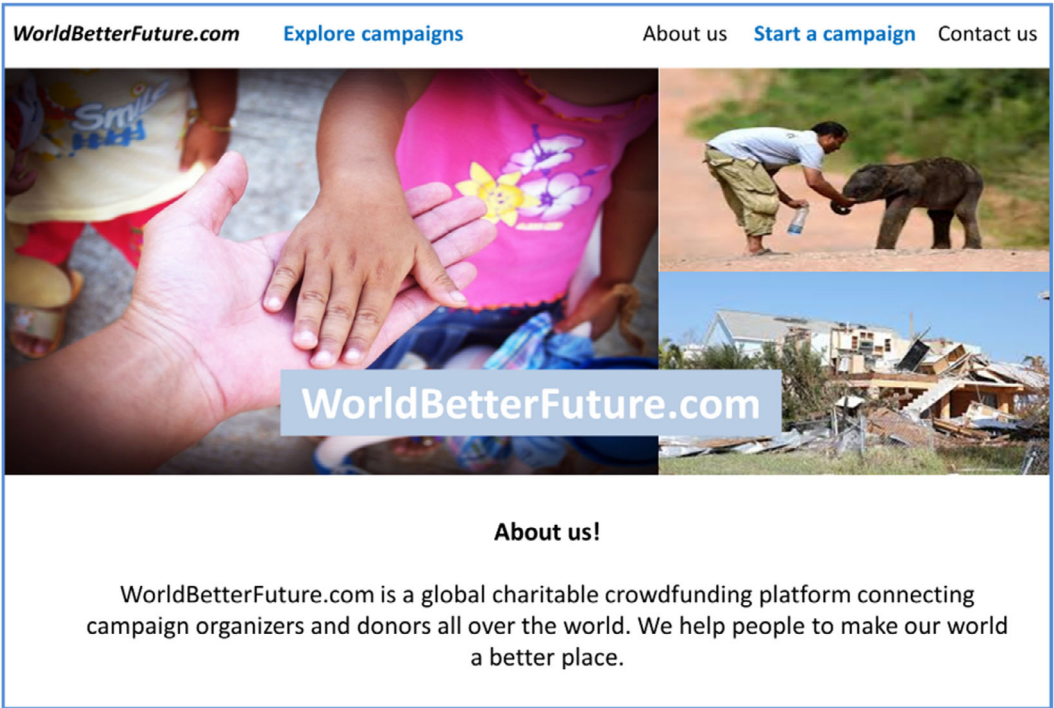 WorldBetterFuture.com Explore campaigns About us Start a campaign Contact us
Smile
WorldBetterFuture.com
About us!
WorldBetterFuture.com is a global charitable crowdfunding platform connecting
campaign organizers and donors all over the world. We help people to make our world
a better place.